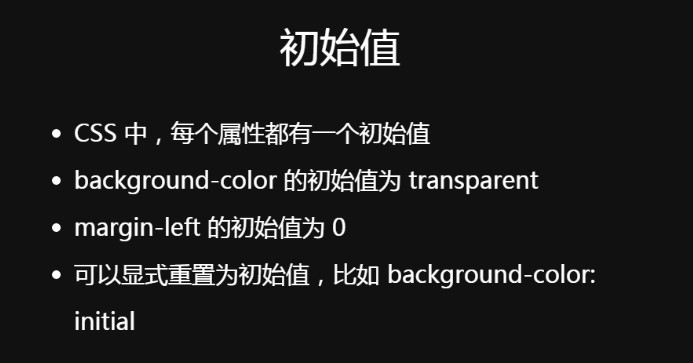 初始值
• CSS 中，每个属性都有一个初始值
• background-color 的初始值为 transparent
• margin-left 的初始值为 0
• 可以显式重置为初始值，比如 background-color:
initial